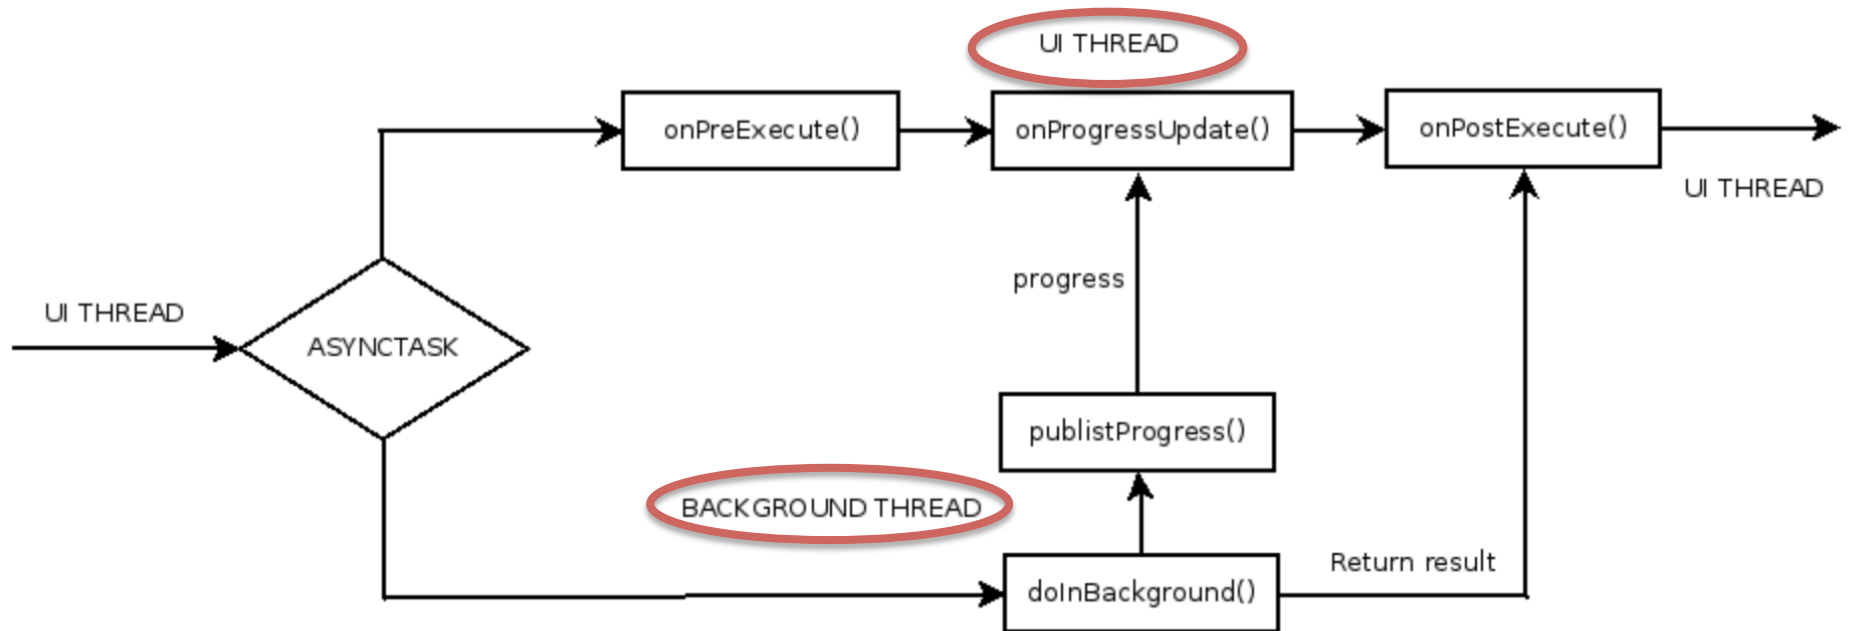 UI THREAD
onPreExecute()
onProgressUpdate()
onPostExecute()
UI THREAD
progress
UI THREAD
ASYNCTASK
publistProgress()
BACKGROUND THREAD
Return result
doInBackground()